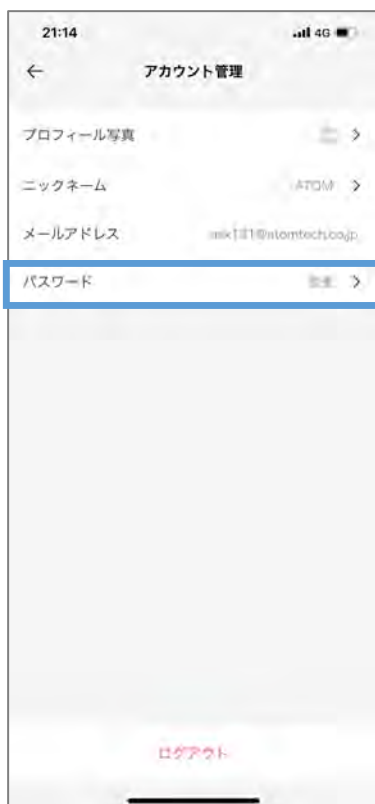 21:14 4G
← アカウント管理
プロフィール写真 >
ニックネーム ATOM >
メールアドレス
パスワード >
ログアウト